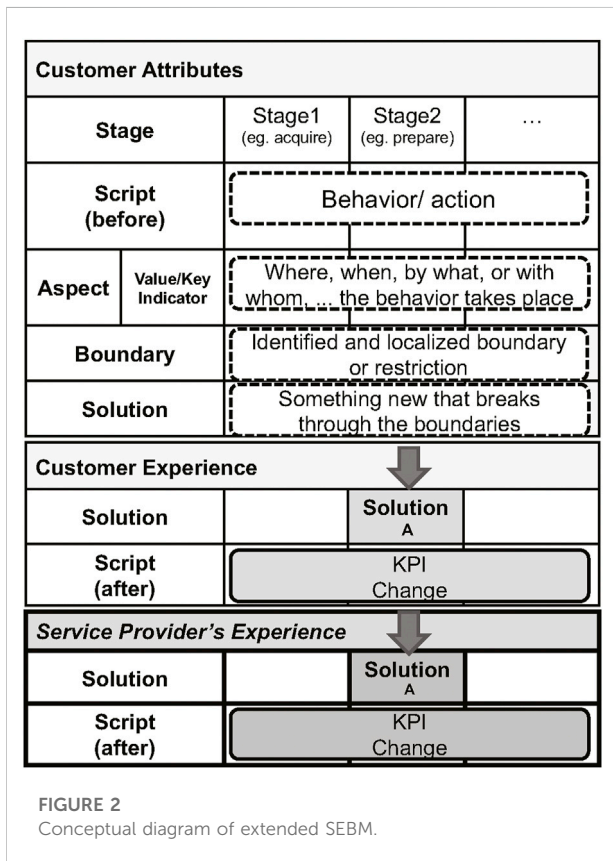 Customer Attributes
Stage
Stage1
(eg. acquire)
Stage2
(eg. prepare)
...
Script
(before)
Behavior/ action
Aspect
Value/Key
Indicator
Where, when, by what, or with
whom, ... the behavior takes place
Boundary
Identified and localized boundary
or restriction
Solution
Something new that breaks
through the boundaries
Customer Experience
Solution
Solution
A
Script
(after)
KPI
Change
Service Provider's Experience
Solution
Solution
A
Script
(after)
KPI
Change
FIGURE 2
Conceptual diagram of extended SEBM.